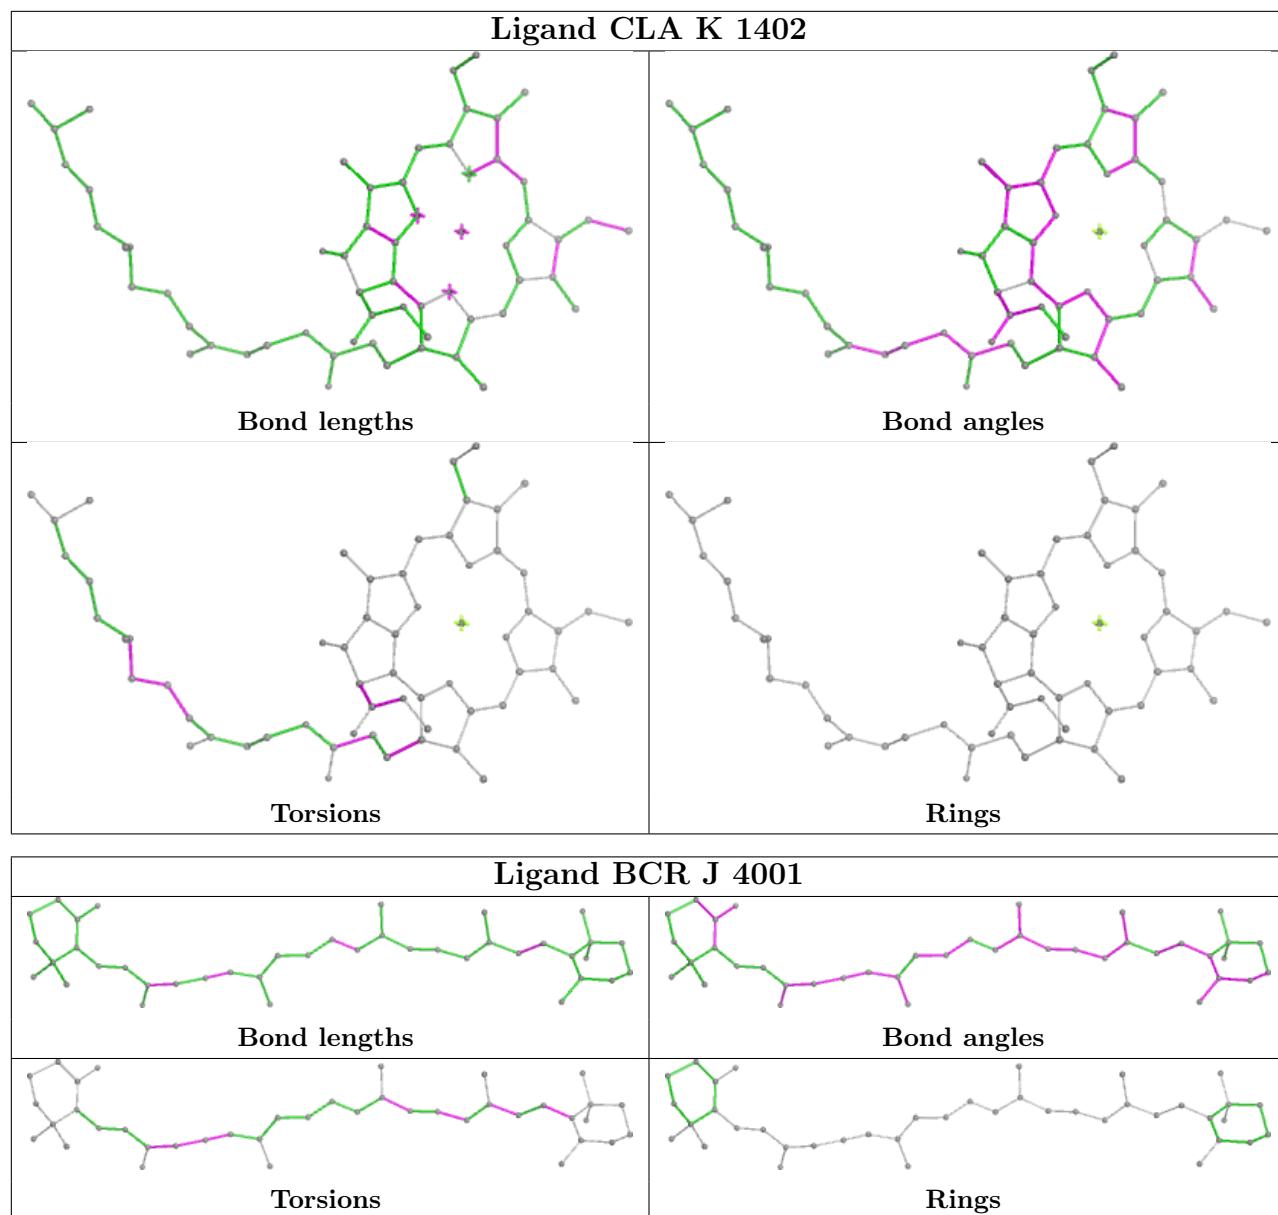 Ligand CLA K 1402
Bond lengths
Bond angles
Torsions
Rings
Ligand BCR J 4001
Bond lengths
Bond angles
Torsions
Rings